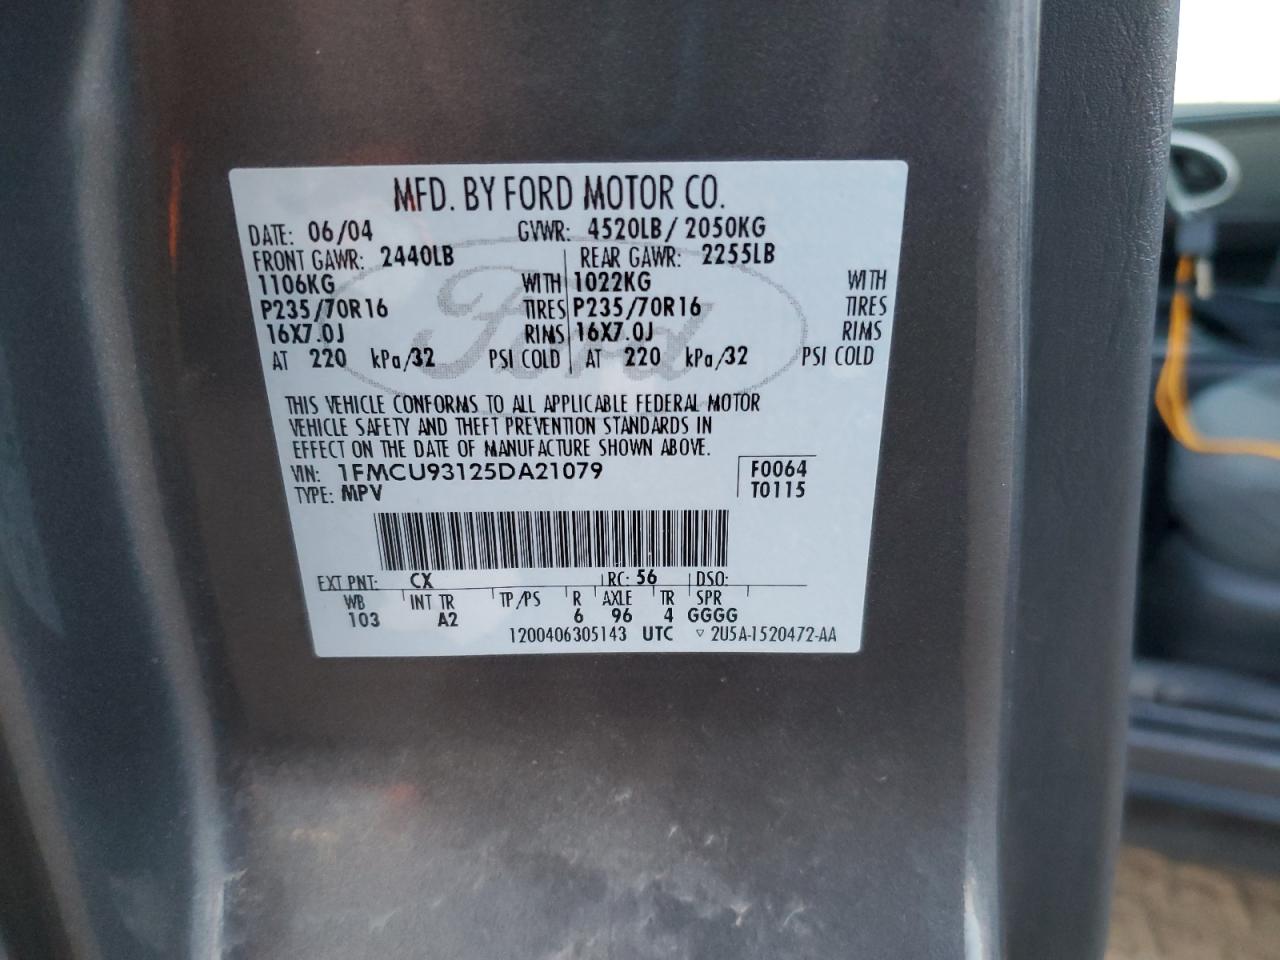 MFD. BY FORD MOTOR CO.
DATE: 06/04 GVWR: 4520LB/ 2050KG
FRONT GAWR: 2440LB REAR GAWR: 2255LB
1106KG WITH 1022KG WITH
P235/70R16 TIRES P235/70R16 TIRES
16X7.0J RIMS 16X7.0J RIMS
AT 220 kPa/32 PSI COLD AT 220 kPa/32 PSI COLD
Ford
THIS VEHICLE CONFORMS TO ALL APPLICABLE FEDERAL MOTOR
VEHICLE SAFETY AND THEFT PREVENTION STANDARDS IN
EFFECT ON THE DATE OF MANUFACTURE SHOWN ABOVE.
VIN: 1FMCU93125DA21079 F0064
TYPE: MPV T0115
EXT PNT: CX RC: 56 DSO:
WB INT TR TP/PS R AXLE TR SPR
103 A2 6 96 4 GGGG
1200406305143 UTC ▽ 2U5A-1520472-AA